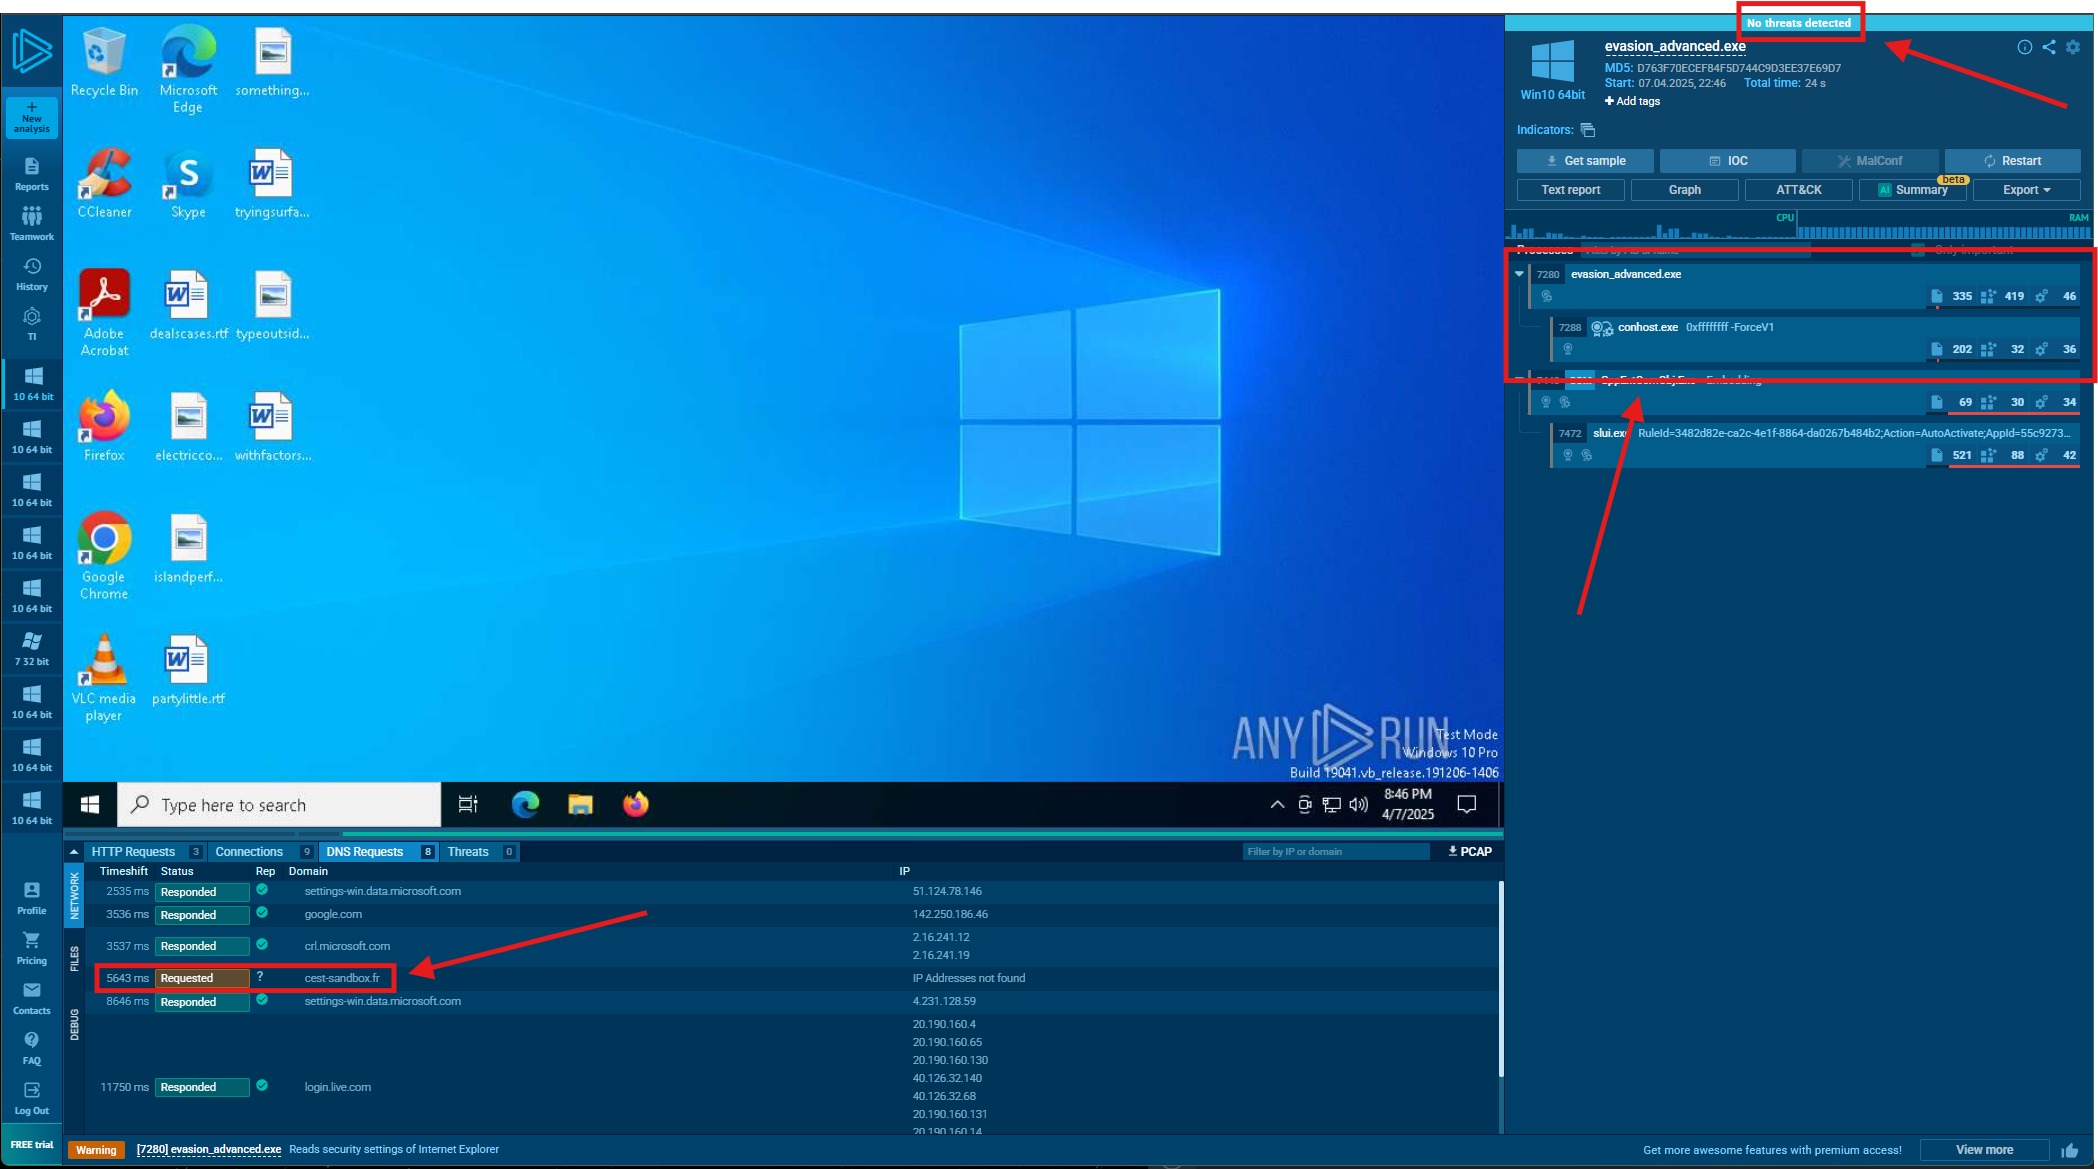 No threats detected
evasion_advanced.exe
MD5: D763F70ECEF84F5D744C9D3EE37E69D7
Start: 07.04.2025, 22:46 Total time: 24 s
Win10 64bit
Add tags
Indicators:
Get sample
IOC
MalConf
Restart
Text report
Graph
ATT&CK
AI Summary beta
Export
CPU
RAM
Processes Filter by PID or name Only important
7280 evasion_advanced.exe
335 419 46
7288 conhost.exe 0xffffffff -ForceV1
202 32 36
SppExtComObj.Exe -Embedding
69 30 34
7472 slui.exe RuleId=3482d82e-ca2c-4e1f-8864-da0267b484b2;Action=AutoActivate;AppId=55c9273...
521 88 42
New
analysis
Reports
Teamwork
History
TI
10 64 bit
10 64 bit
10 64 bit
10 64 bit
10 64 bit
7 32 bit
10 64 bit
10 64 bit
10 64 bit
Profile
Pricing
Contacts
FAQ
Log Out
FREE trial
Recycle Bin
Microsoft
Edge
something...
CCleaner
Skype
tryingsurfa...
Adobe
Acrobat
dealscases.rtf
typeoutsid...
Firefox
electricco...
withfactors...
Google
Chrome
islandperf...
VLC media
player
partylittle.rtf
ANY RUN
Test Mode
Windows 10 Pro
Build 19041.vb_release.191206-1406
Type here to search
8:46 PM
4/7/2025
HTTP Requests 3 Connections 9 DNS Requests 8 Threats 0
Filter by IP or domain
PCAP
NETWORK
FILES
DEBUG
Timeshift Status Rep Domain IP
2535 ms Responded settings-win.data.microsoft.com 51.124.78.146
3536 ms Responded google.com 142.250.186.46
3537 ms Responded crl.microsoft.com 2.16.241.12
2.16.241.19
5643 ms Requested ? cest-sandbox.fr IP Addresses not found
8646 ms Responded settings-win.data.microsoft.com 4.231.128.59
20.190.160.4
20.190.160.65
20.190.160.130
40.126.32.140
11750 ms Responded login.live.com
40.126.32.68
20.190.160.131
20.190.160.14
Warning [7280] evasion_advanced.exe Reads security settings of Internet Explorer
Get more awesome features with premium access!
View more